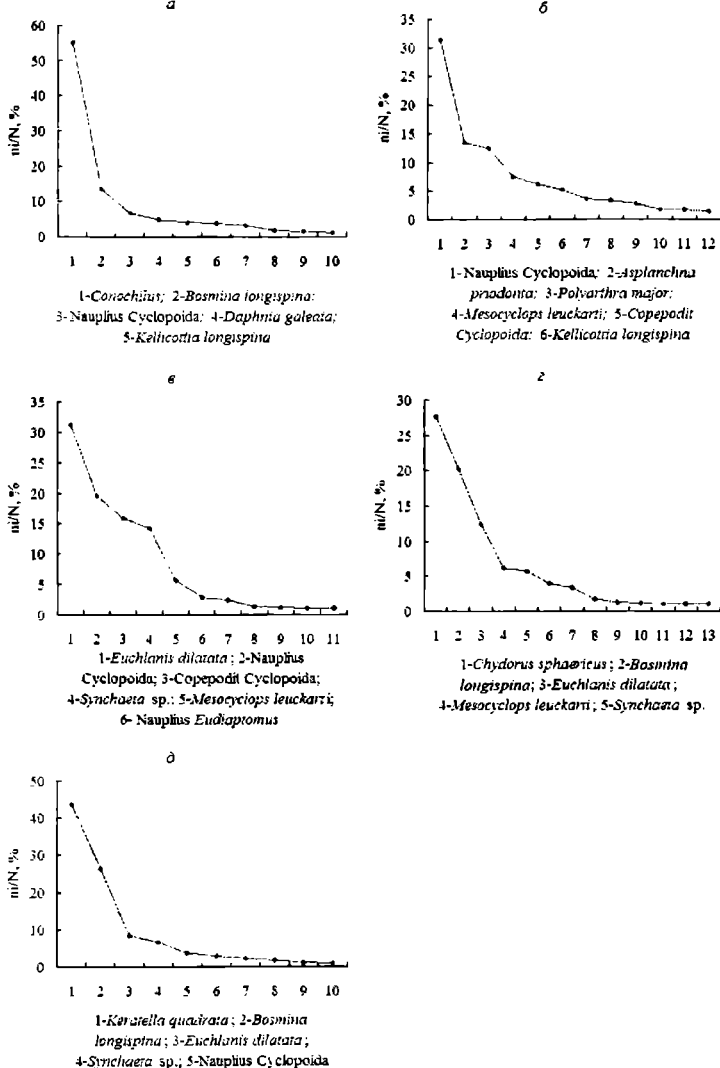 а
ni/N, %
60
50
40
30
20
10
0
1 2 3 4 5 6 7 8 9 10
1-Conochilus; 2-Bosmina longispina;
3-Nauplius Cyclopoida; 4-Daphnia galeata;
5-Kellicottia longispina
б
ni/N, %
35
30
25
20
15
10
5
0
1 2 3 4 5 6 7 8 9 10 11 12
1-Nauplius Cyclopoida; 2-Asplanchna
priodonta; 3-Polyarthra major;
4-Mesocyclops leuckarti; 5-Copepodit
Cyclopoida; 6-Kellicottia longispina
в
ni/N, %
35
30
25
20
15
10
5
0
1 2 3 4 5 6 7 8 9 10 11
1-Euchlanis dilatata; 2-Nauplius
Cyclopoida; 3-Copepodit Cyclopoida;
4-Synchaeta sp.; 5-Mesocyclops leuckarti;
6- Nauplius Eudiaptomus
г
ni/N, %
30
25
20
15
10
5
0
1 2 3 4 5 6 7 8 9 10 11 12 13
1-Chydorus sphaericus; 2-Bosmina
longispina; 3-Euchlanis dilatata;
4-Mesocyclops leuckarti; 5-Synchaeta sp.
д
ni/N, %
50
40
30
20
10
0
1 2 3 4 5 6 7 8 9 10
1-Keratella quadrata; 2-Bosmina
longispina; 3-Euchlanis dilatata;
4-Synchaeta sp.; 5-Nauplius Cyclopoida